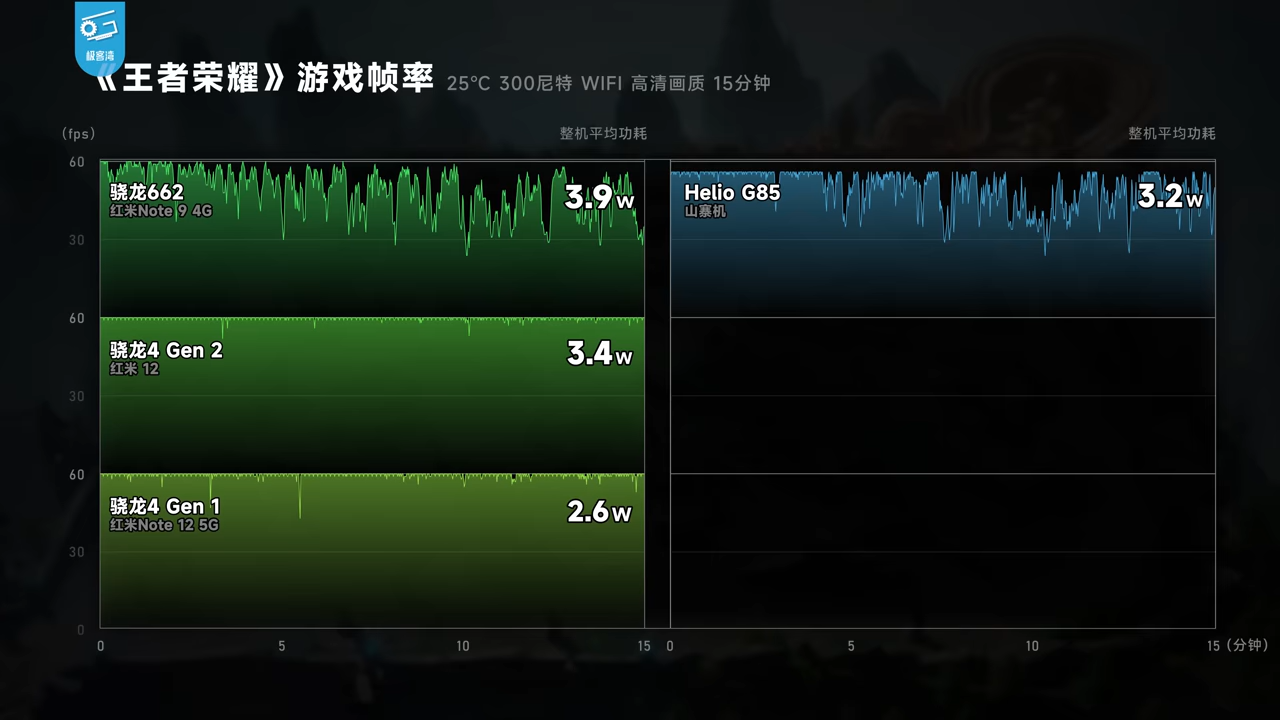 极客湾
《王者荣耀》游戏帧率 25℃ 300尼特 WIFI 高清画质 15分钟
(fps)
整机平均功耗
整机平均功耗
60
骁龙662
红米Note 9 4G
3.9W
30
Helio G85
山寨机
3.2W
60
骁龙4 Gen 2
红米 12
3.4W
30
60
骁龙4 Gen 1
红米Note 12 5G
2.6W
30
0
0 5 10 15
0 5 10 15 (分钟)